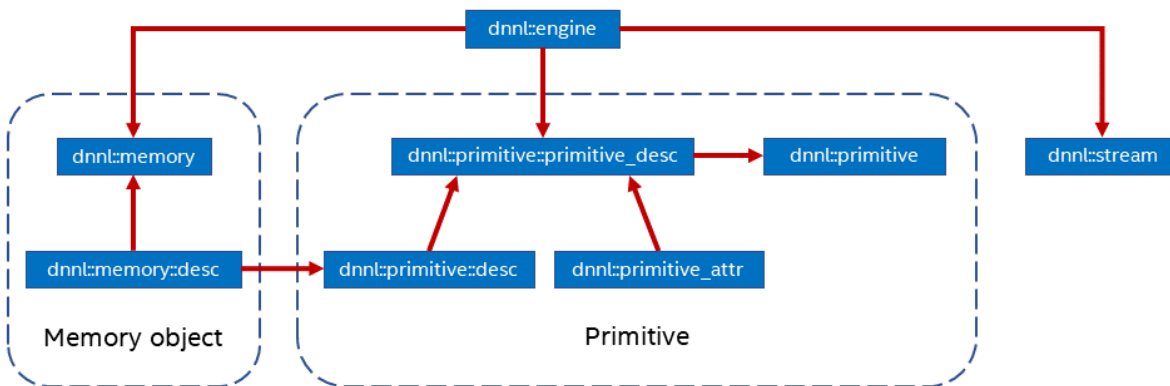 dnnl::engine
dnnl::memory
dnnl::primitive::primitive_desc
dnnl::primitive
dnnl::stream
dnnl::memory::desc
dnnl::primitive::desc
dnnl::primitive_attr
Memory object
Primitive